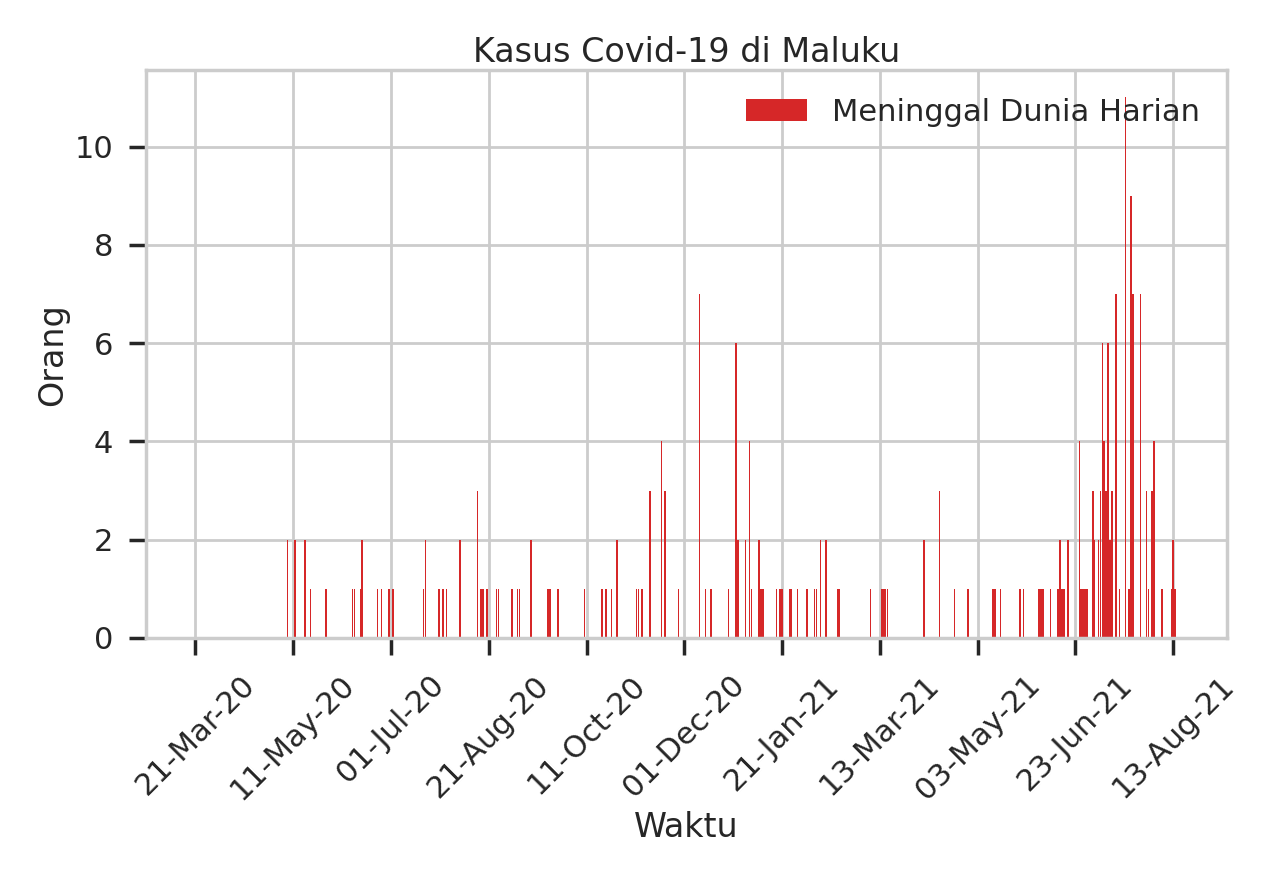 Kasus Covid-19 di Maluku
Meninggal Dunia Harian
Orang
10
8
6
4
2
0
21-Mar-20
11-May-20
01-Jul-20
21-Aug-20
11-Oct-20
01-Dec-20
21-Jan-21
13-Mar-21
03-May-21
23-Jun-21
13-Aug-21
Waktu